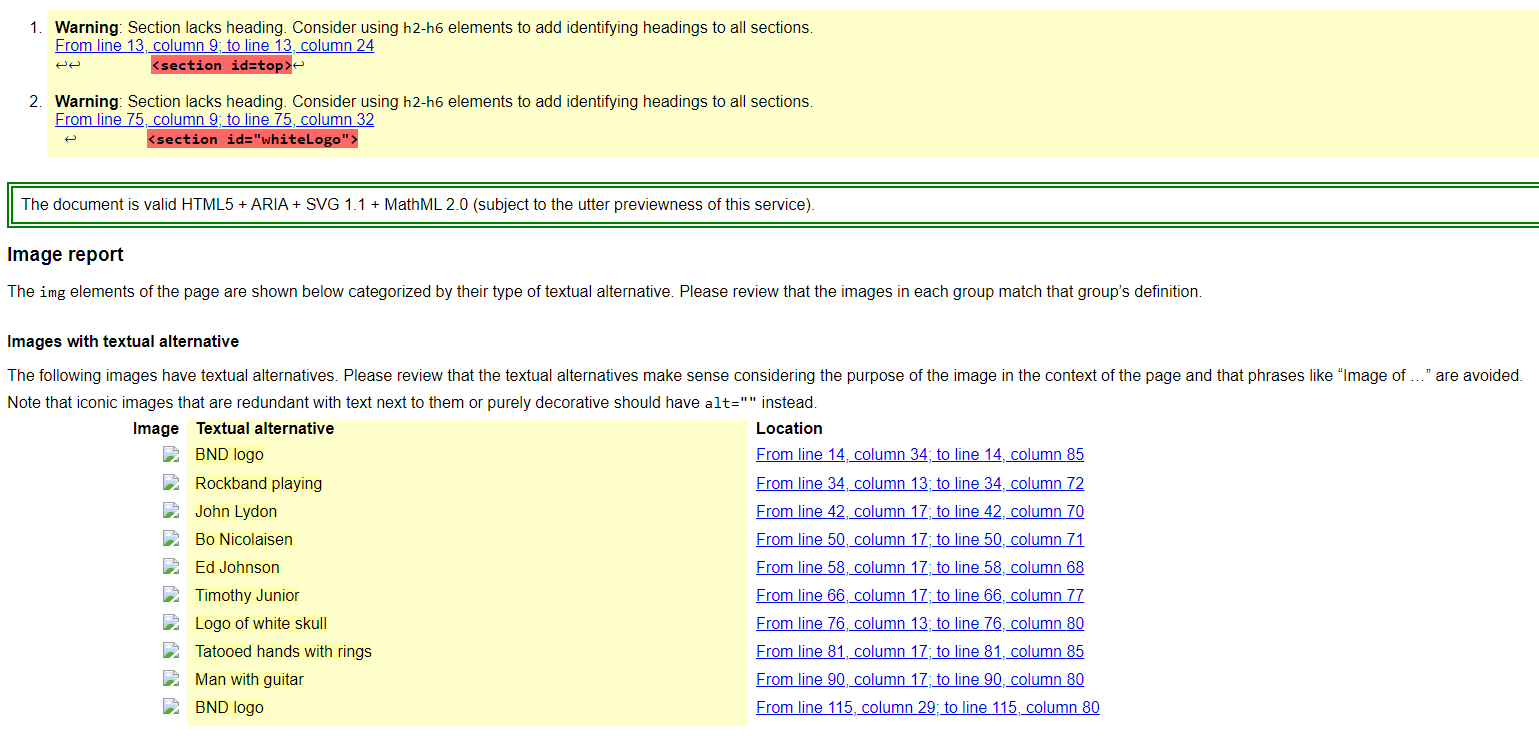 1. Warning: Section lacks heading. Consider using h2-h6 elements to add identifying headings to all sections.
From line 13, column 9; to line 13, column 24
↩↩ <section id=top>↩
2. Warning: Section lacks heading. Consider using h2-h6 elements to add identifying headings to all sections.
From line 75, column 9; to line 75, column 32
↩ <section id="whiteLogo">
The document is valid HTML5 + ARIA + SVG 1.1 + MathML 2.0 (subject to the utter previewness of this service).
Image report
The img elements of the page are shown below categorized by their type of textual alternative. Please review that the images in each group match that group’s definition.
Images with textual alternative
The following images have textual alternatives. Please review that the textual alternatives make sense considering the purpose of the image in the context of the page and that phrases like “Image of …” are avoided.
Note that iconic images that are redundant with text next to them or purely decorative should have alt="" instead.
Image Textual alternative Location
BND logo From line 14, column 34; to line 14, column 85
Rockband playing From line 34, column 13; to line 34, column 72
John Lydon From line 42, column 17; to line 42, column 70
Bo Nicolaisen From line 50, column 17; to line 50, column 71
Ed Johnson From line 58, column 17; to line 58, column 68
Timothy Junior From line 66, column 17; to line 66, column 77
Logo of white skull From line 76, column 13; to line 76, column 80
Tatooed hands with rings From line 81, column 17; to line 81, column 85
Man with guitar From line 90, column 17; to line 90, column 80
BND logo From line 115, column 29; to line 115, column 80